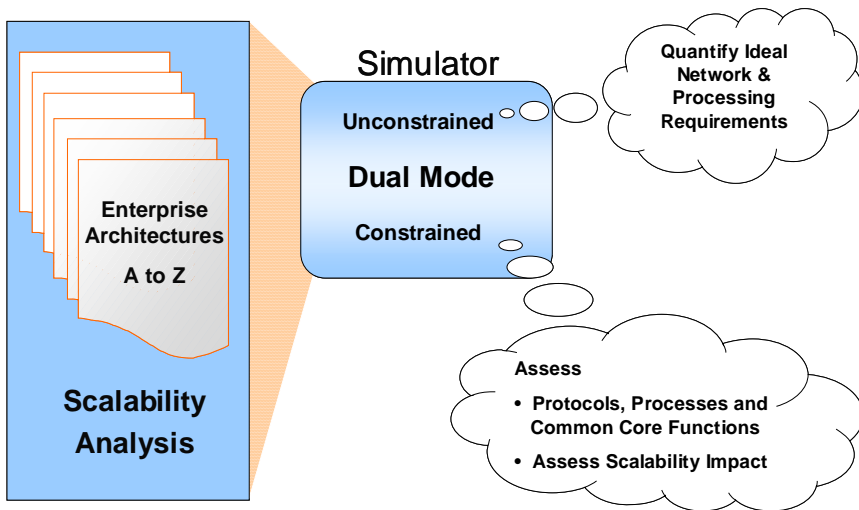 Enterprise
Architectures
A to Z
Scalability
Analysis
Simulator
Unconstrained
Dual Mode
Constrained
Quantify Ideal
Network &
Processing
Requirements
Assess
• Protocols, Processes and
Common Core Functions
• Assess Scalability Impact